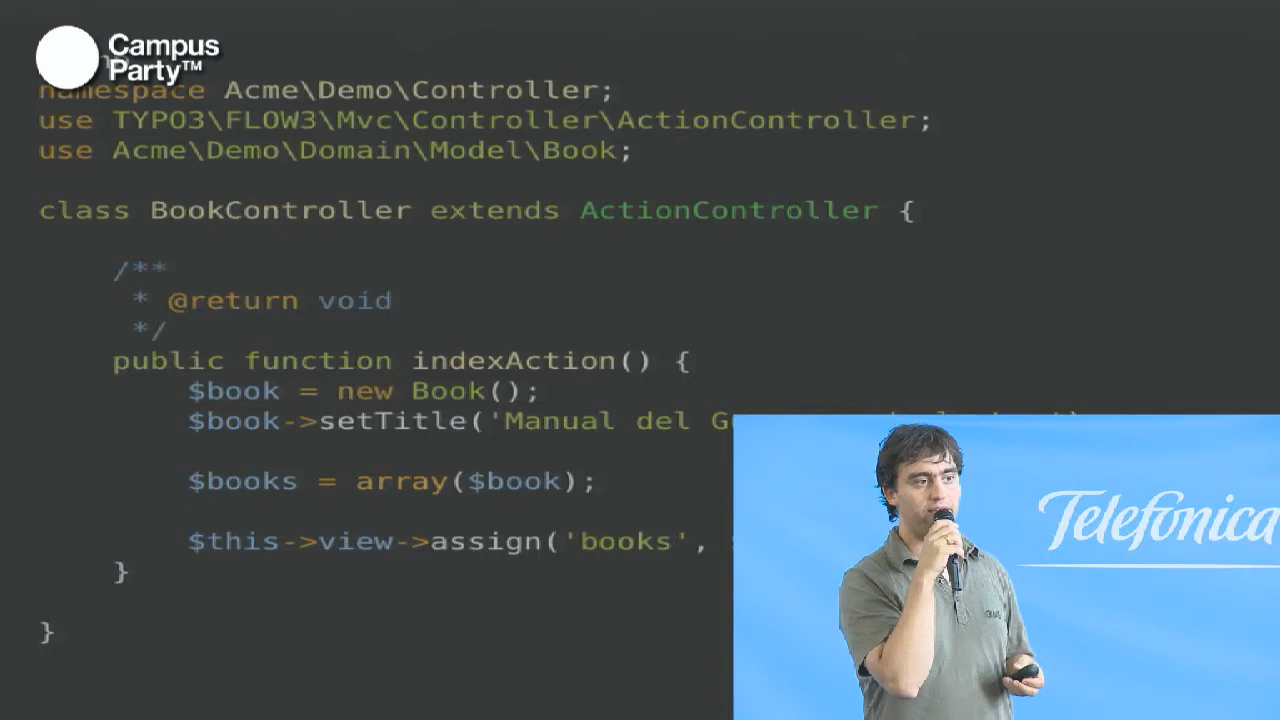 Campus
Party™
namespace Acme\Demo\Controller;
use TYPO3\FLOW3\Mvc\Controller\ActionController;
use Acme\Demo\Domain\Model\Book;
class BookController extends ActionController {
/**
* @return void
*/
public function indexAction() {
$book = new Book();
$book->setTitle('Manual del
$books = array($book);
$this->view->assign('books',
}
}
Telefónica